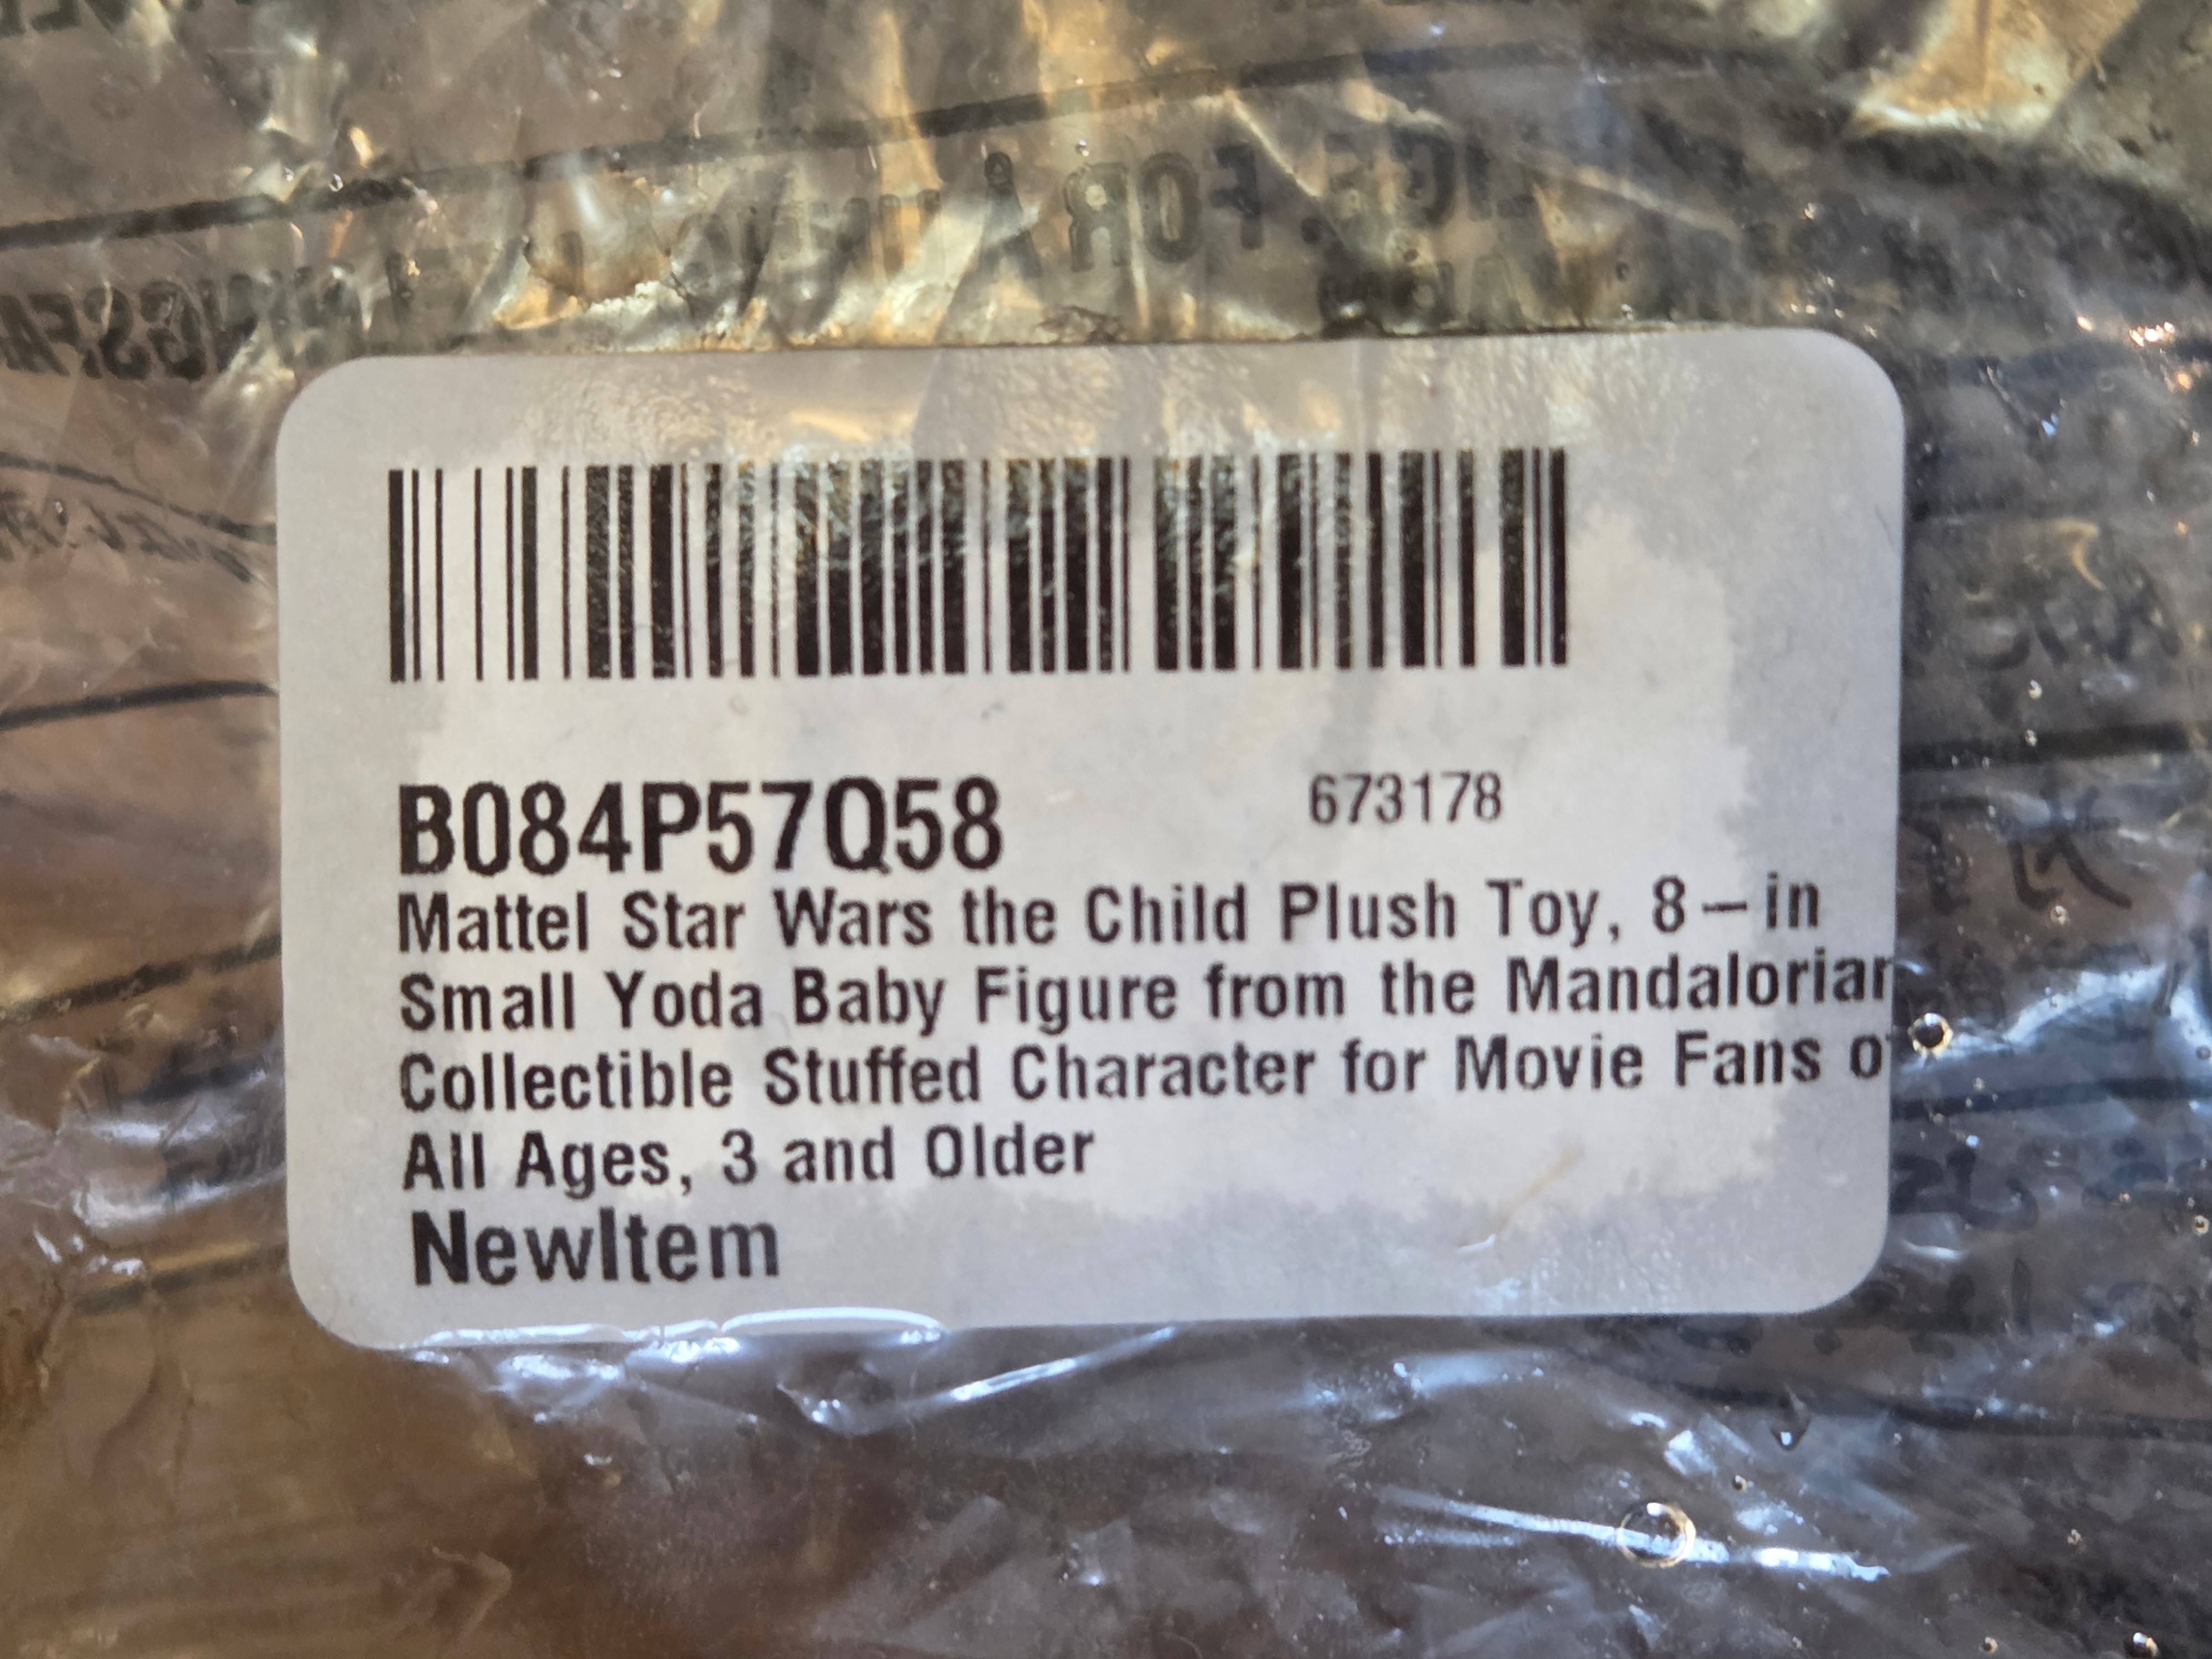 FOR
B084P57Q58 673178
Mattel Star Wars the Child Plush Toy, 8-in
Small Yoda Baby Figure from the Mandalorian
Collectible Stuffed Character for Movie Fans
All Ages, 3 and Older
NewItem